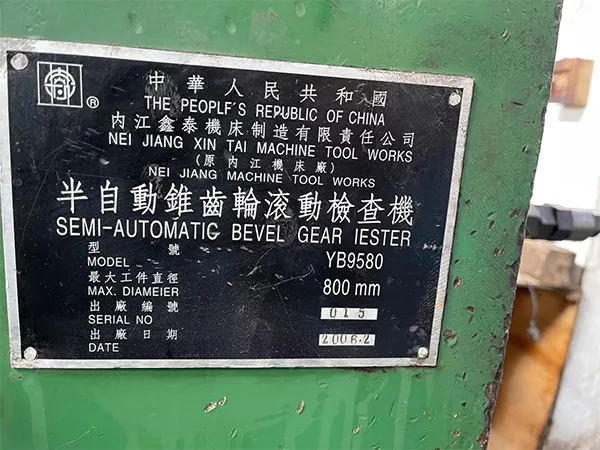 中華人民共和國
THE PEOPLF'S REPUBLIC OF CHINA
内江鑫泰機床制造有限責任公司
NEI JIANG XIN TAI MACHINE TOOL WORKS
(原内江機床廠)
NEI JIANG MACHINE TOOL WORKS
®
半自動錐齒輪滚動檢查機
SEMI-AUTOMATIC BEVEL GEAR IESTER
型號
MODEL YB9580
最大工件直徑
MAX. DIAMEIER 800 mm
出廠編號
SERIAL NO 015
出廠日期
DATE 2006.2